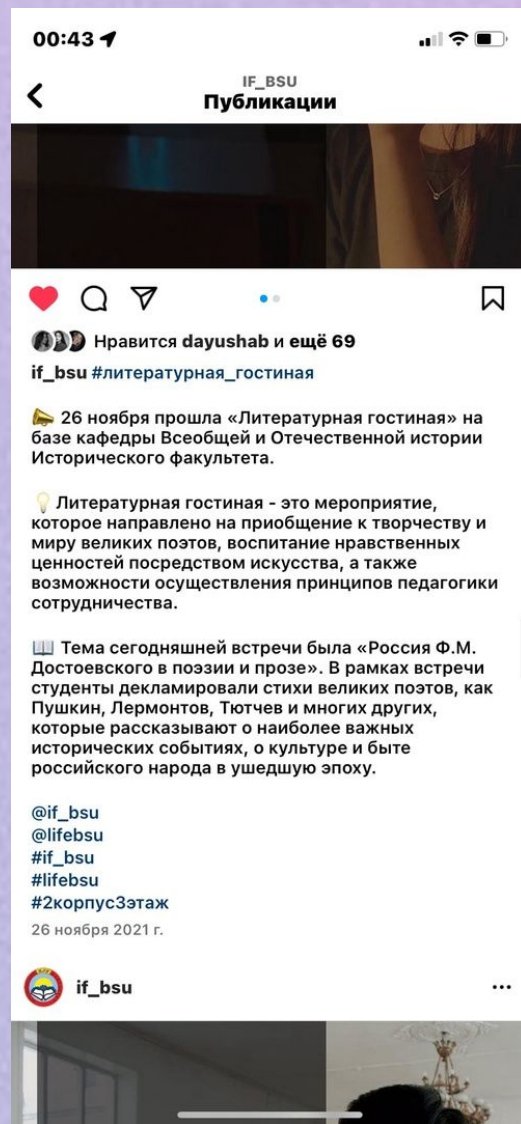 00:43
IF_BSU
Публикации
Нравится dayushab и ещё 69
if_bsu #литературная_гостиная
26 ноября прошла «Литературная гостиная» на
базе кафедры Всеобщей и Отечественной истории
Исторического факультета.
Литературная гостиная - это мероприятие,
которое направлено на приобщение к творчеству и
миру великих поэтов, воспитание нравственных
ценностей посредством искусства, а также
возможности осуществления принципов педагогики
сотрудничества.
Тема сегодняшней встречи была «Россия Ф.М.
Достоевского в поэзии и прозе». В рамках встречи
студенты декламировали стихи великих поэтов, как
Пушкин, Лермонтов, Тютчев и многих других,
которые рассказывают о наиболее важных
исторических событиях, о культуре и быте
российского народа в ушедшую эпоху.
@if_bsu
@lifebsu
#if_bsu
#lifebsu
#2корпус3этаж
26 ноября 2021 г.
if_bsu